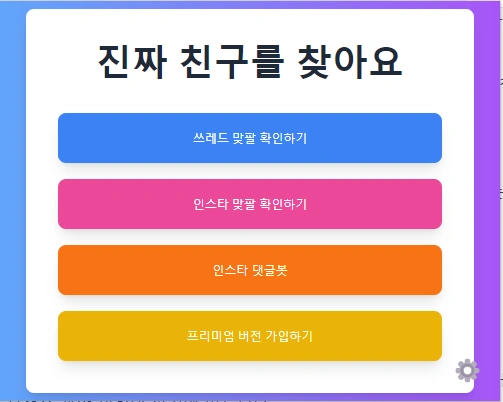 진짜 친구를 찾아요
쓰레드 맞팔 확인하기
인스타 맞팔 확인하기
인스타 댓글봇
프리미엄 버전 가입하기